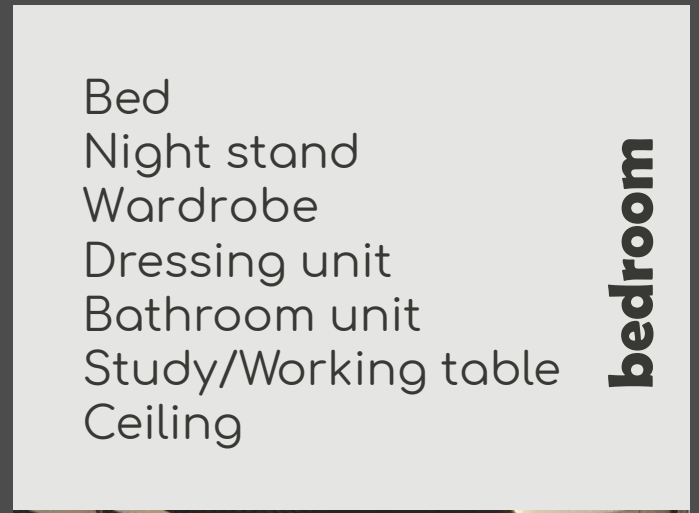 Bed
Night stand
Wardrobe
Dressing unit
Bathroom unit
Study/Working table
Ceiling
bedroom